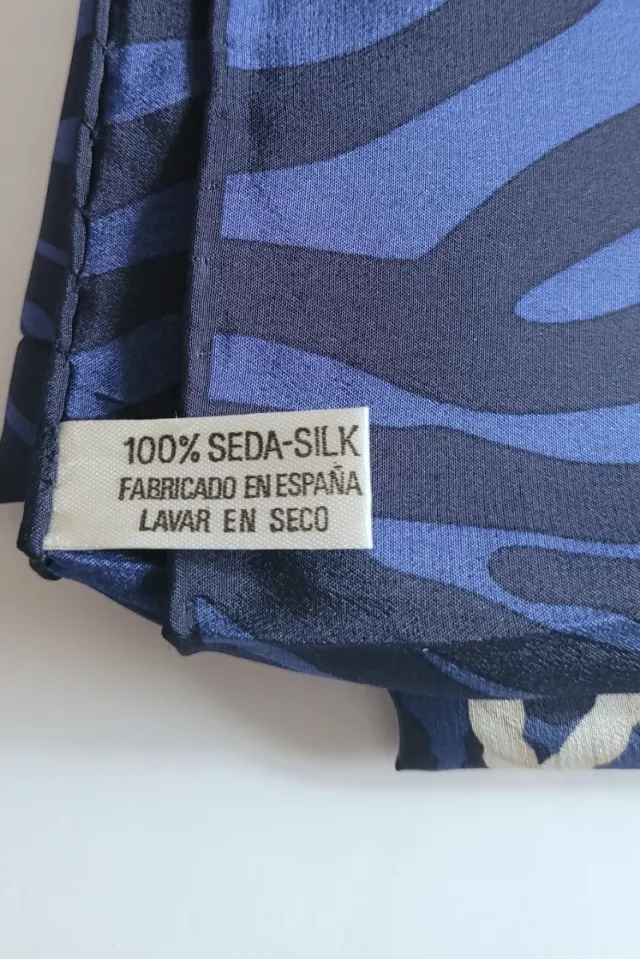 100% SEDA-SILK
FABRICADO EN ESPAÑA
LAVAR EN SECO